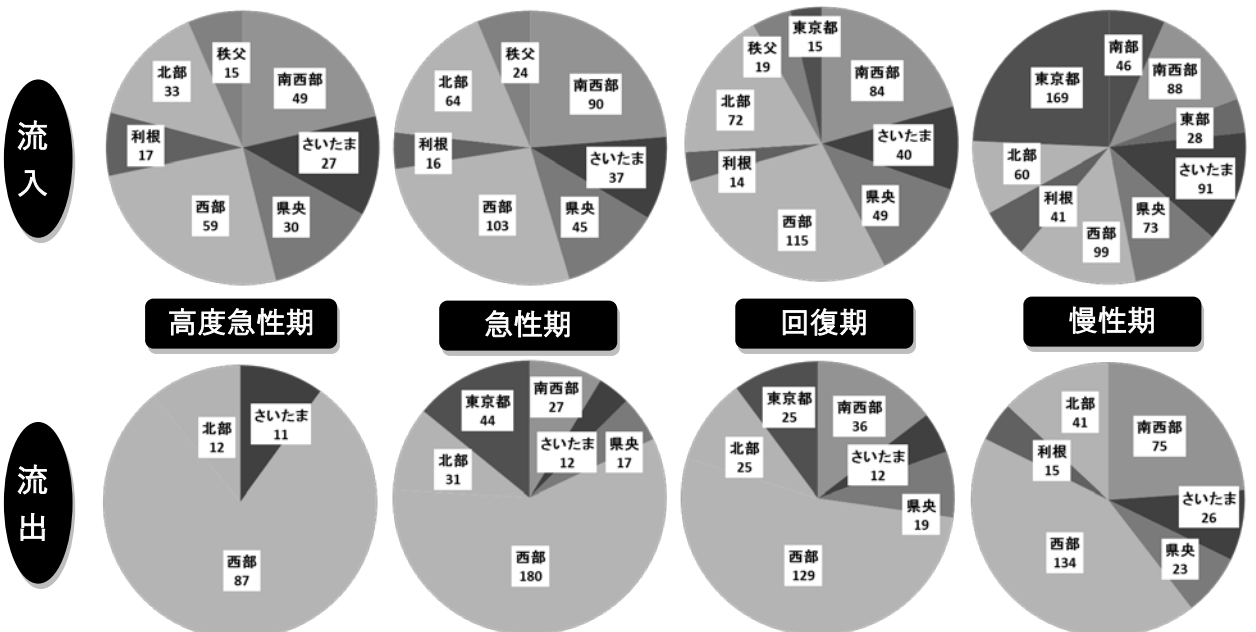 流入
秩父
15
北部
33
南西部
49
利根
17
さいたま
27
西部
59
県央
30
秩父
24
北部
64
南西部
90
利根
16
さいたま
37
西部
103
県央
45
東京都
15
秩父
19
南西部
84
北部
72
さいたま
40
利根
14
県央
49
西部
115
南部
46
東京都
169
南西部
88
東部
28
北部
60
さいたま
91
利根
41
県央
73
西部
99
高度急性期
急性期
回復期
慢性期
流出
北部
12
さいたま
11
西部
87
東京都
44
南西部
27
さいたま
12
県央
17
北部
31
西部
180
東京都
25
南西部
36
北部
25
さいたま
12
県央
19
西部
129
北部
41
南西部
75
利根
15
さいたま
26
西部
134
県央
23